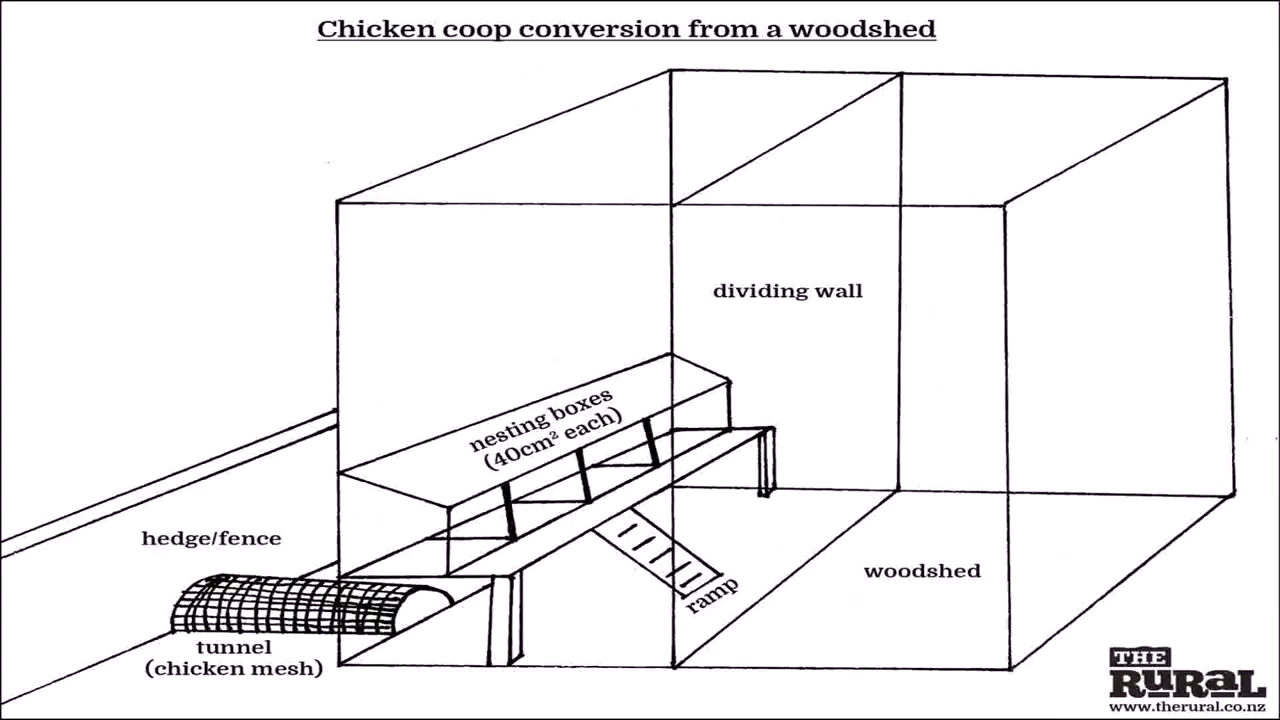 Chicken coop conversion from a woodshed
dividing wall
nesting boxes
(40cm² each)
hedge/fence
woodshed
ramp
tunnel
(chicken mesh)
THE
RURAL
www.therural.co.nz